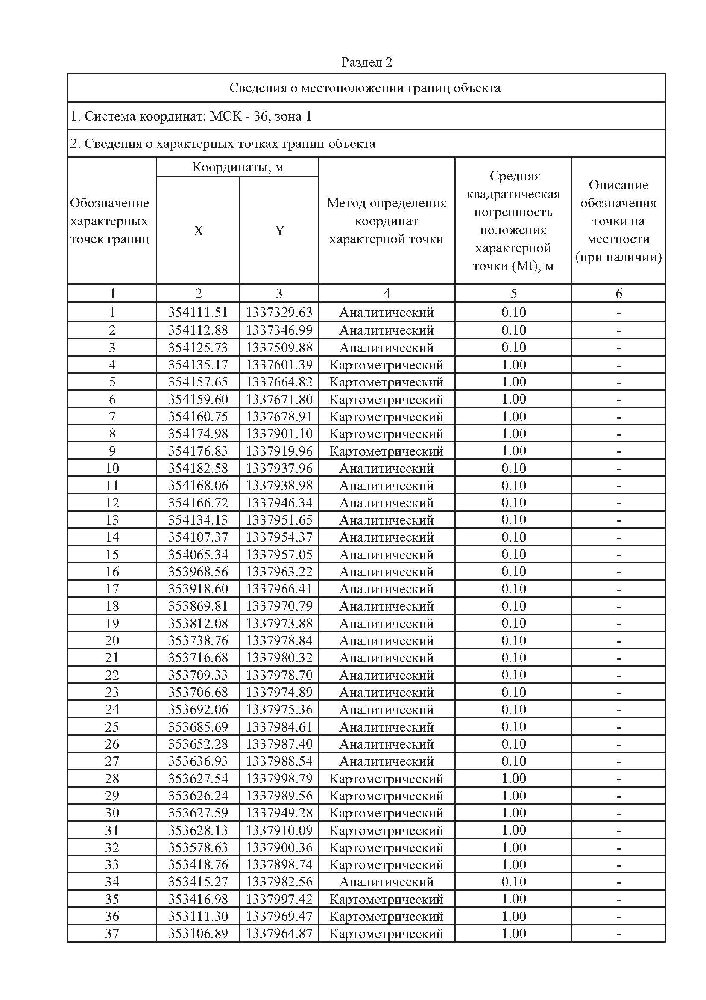 Раздел 2
Сведения о местоположении границ объекта
1. Система координат: МСК - 36, зона 1
2. Сведения о характерных точках границ объекта
Обозначение
характерных
точек границ
Координаты, м
X Y
Метод определения
координат
характерной точки
Средняя
квадратическая
погрешность
положения
характерной
точки (Mt), м
Описание
обозначения
точки на
местности
(при наличии)
1 2 3 4 5 6
1 354111.51 1337329.63 Аналитический 0.10 -
2 354112.88 1337346.99 Аналитический 0.10 -
3 354125.73 1337509.88 Аналитический 0.10 -
4 354135.17 1337601.39 Картометрический 1.00 -
5 354157.65 1337664.82 Картометрический 1.00 -
6 354159.60 1337671.80 Картометрический 1.00 -
7 354160.75 1337678.91 Картометрический 1.00 -
8 354174.98 1337901.10 Картометрический 1.00 -
9 354176.83 1337919.96 Картометрический 1.00 -
10 354182.58 1337937.96 Аналитический 0.10 -
11 354168.06 1337938.98 Аналитический 0.10 -
12 354166.72 1337946.34 Аналитический 0.10 -
13 354134.13 1337951.65 Аналитический 0.10 -
14 354107.37 1337954.37 Аналитический 0.10 -
15 354065.34 1337957.05 Аналитический 0.10 -
16 353968.56 1337963.22 Аналитический 0.10 -
17 353918.60 1337966.41 Аналитический 0.10 -
18 353869.81 1337970.79 Аналитический 0.10 -
19 353812.08 1337973.88 Аналитический 0.10 -
20 353738.76 1337978.84 Аналитический 0.10 -
21 353716.68 1337980.32 Аналитический 0.10 -
22 353709.33 1337978.70 Аналитический 0.10 -
23 353706.68 1337974.89 Аналитический 0.10 -
24 353692.06 1337975.36 Аналитический 0.10 -
25 353685.69 1337984.61 Аналитический 0.10 -
26 353652.28 1337987.40 Аналитический 0.10 -
27 353636.93 1337988.54 Аналитический 0.10 -
28 353627.54 1337998.79 Картометрический 1.00 -
29 353626.24 1337989.56 Картометрический 1.00 -
30 353627.59 1337949.28 Картометрический 1.00 -
31 353628.13 1337910.09 Картометрический 1.00 -
32 353578.63 1337900.36 Картометрический 1.00 -
33 353418.76 1337898.74 Картометрический 1.00 -
34 353415.27 1337982.56 Аналитический 0.10 -
35 353416.98 1337997.42 Картометрический 1.00 -
36 353111.30 1337969.47 Картометрический 1.00 -
37 353106.89 1337964.87 Картометрический 1.00 -